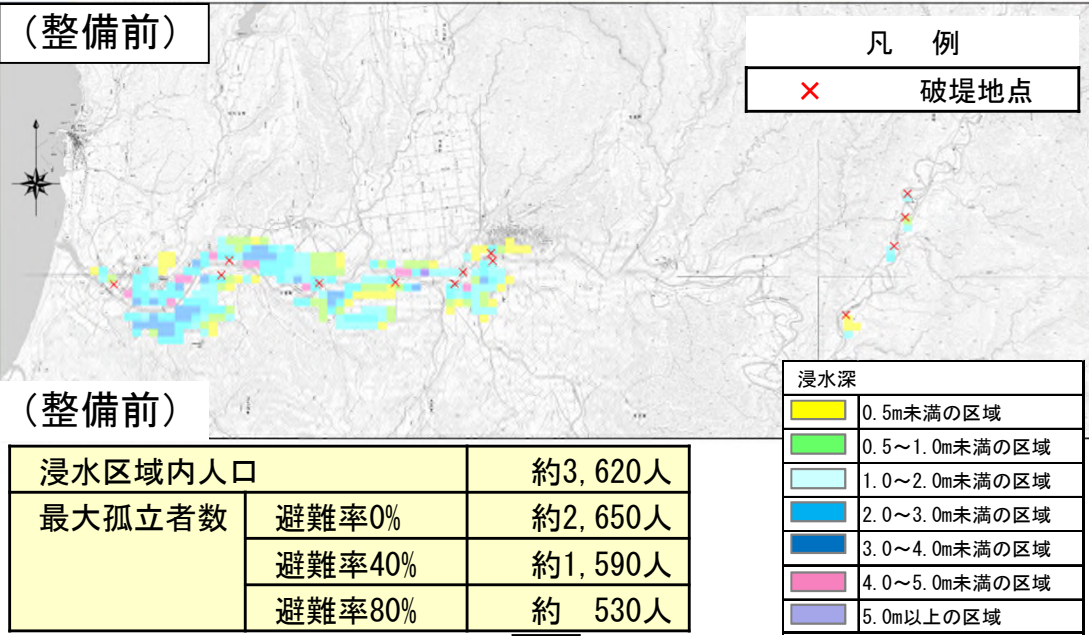 （整備前）
凡　例
× 破堤地点
（整備前）
浸水区域内人口 約3,620人
最大孤立者数 避難率0% 約2,650人
避難率40% 約1,590人
避難率80% 約　530人
浸水深
0.5m未満の区域
0.5～1.0m未満の区域
1.0～2.0m未満の区域
2.0～3.0m未満の区域
3.0～4.0m未満の区域
4.0～5.0m未満の区域
5.0m以上の区域